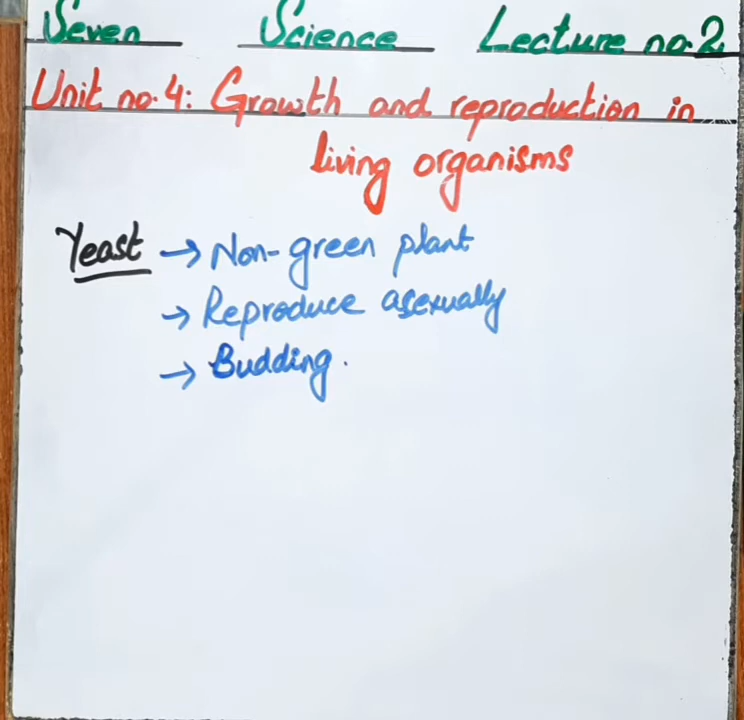 Seven Science Lecture no. 2
Unit no. 4: Growth and reproduction in
living organisms
Yeast → Non-green plant
→ Reproduce asexually
→ Budding.